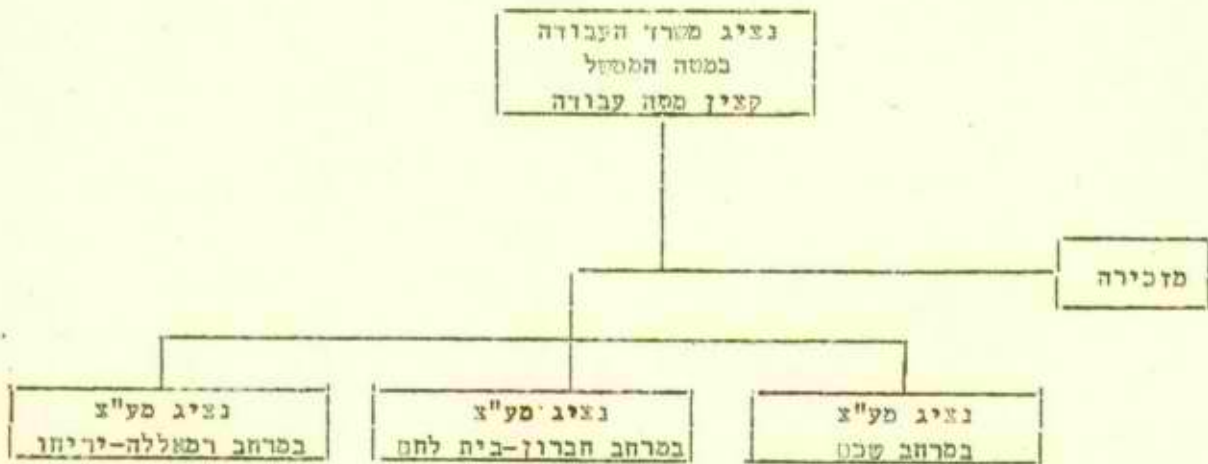 נציג משרד העבודה
במטה הממשל
קצין מטה עבודה
מזכירה
נציג מע"צ
במרחב שכם
נציג מע"צ
במרחב חברון-בית לחם
נציג מע"צ
במרחב רמאללה-יריחו